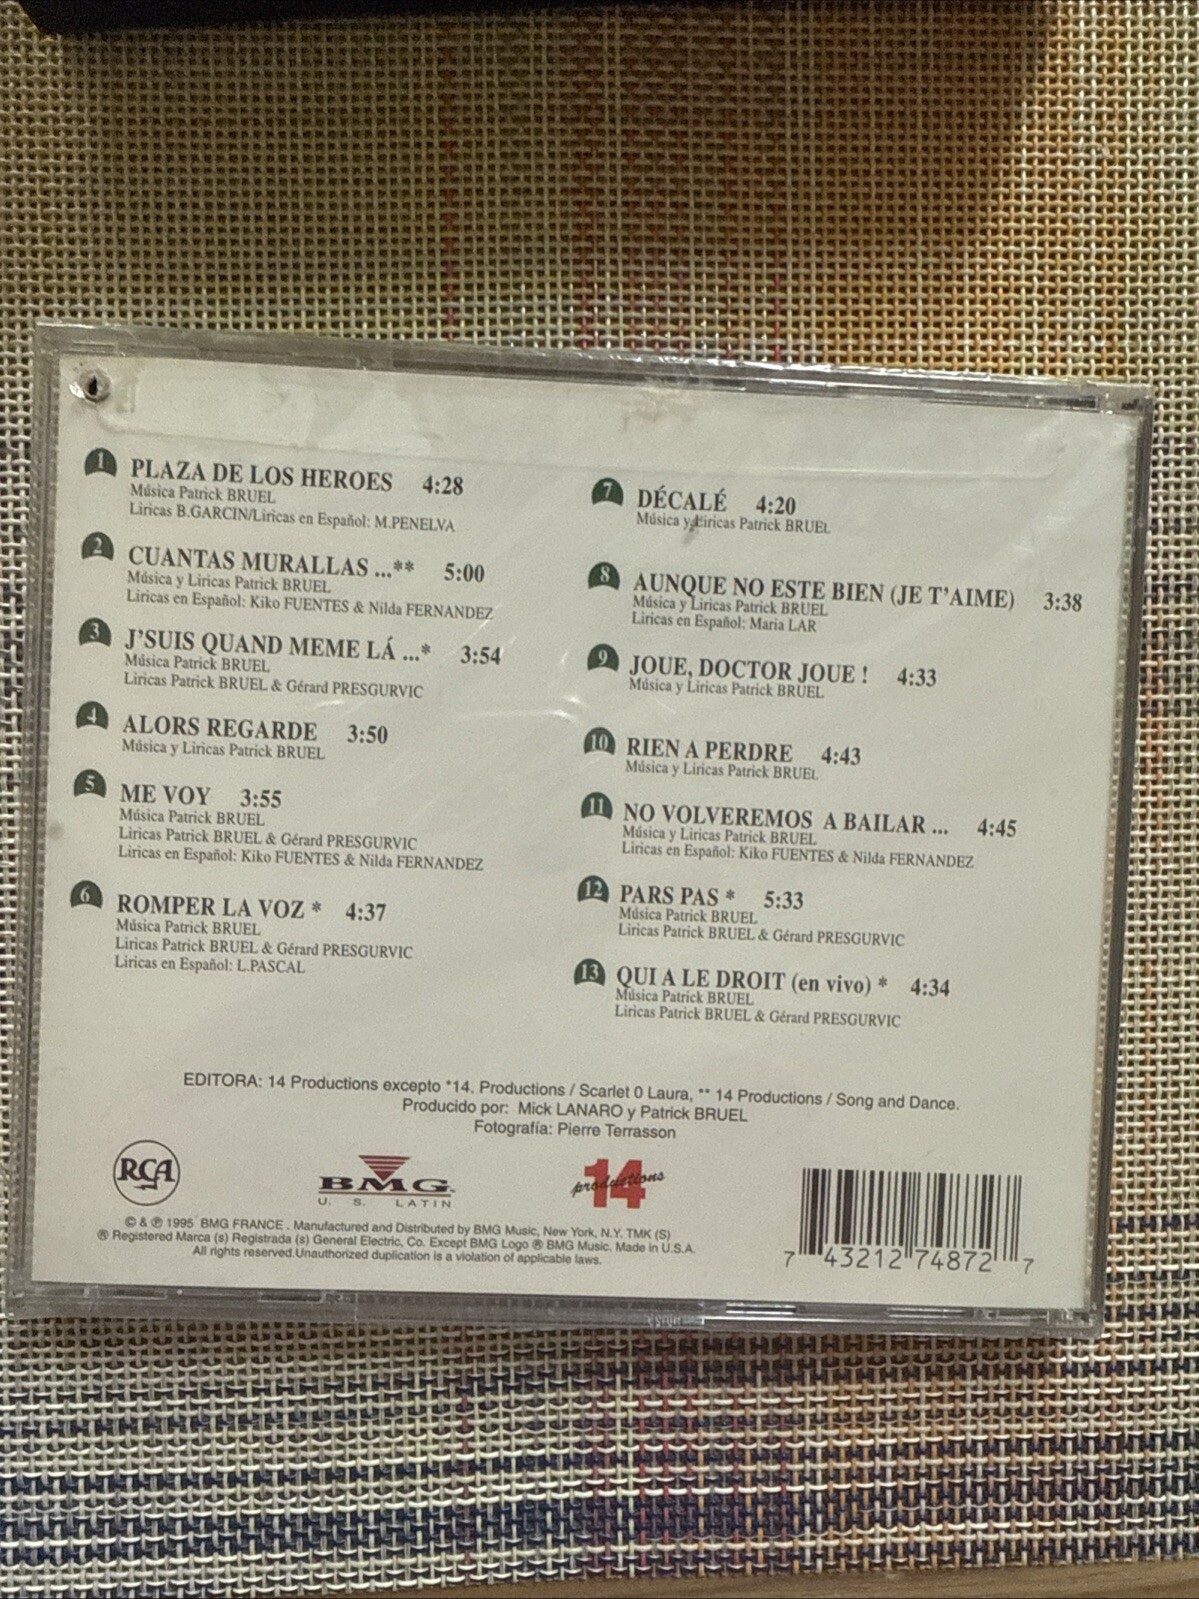 1 PLAZA DE LOS HEROES 4:28
Música Patrick BRUEL
Liricas B.GARCIN/Liricas en Español: M.PENELVA
2 CUANTAS MURALLAS ...** 5:00
Música y Liricas Patrick BRUEL
Liricas en Español: Kiko FUENTES & Nilda FERNANDEZ
3 J'SUIS QUAND MEME LÁ ...* 3:54
Música Patrick BRUEL
Liricas Patrick BRUEL & Gérard PRESGURVIC
4 ALORS REGARDE 3:50
Música y Liricas Patrick BRUEL
5 ME VOY 3:55
Música Patrick BRUEL
Liricas Patrick BRUEL & Gérard PRESGURVIC
Liricas en Español: Kiko FUENTES & Nilda FERNANDEZ
6 ROMPER LA VOZ * 4:37
Música Patrick BRUEL
Liricas Patrick BRUEL & Gérard PRESGURVIC
Liricas en Español: L.PASCAL
7 DÉCALÉ 4:20
Música y Liricas Patrick BRUEL
8 AUNQUE NO ESTE BIEN (JE T'AIME) 3:38
Música y Liricas Patrick BRUEL
Liricas en Español: Maria LAR
9 JOUE, DOCTOR JOUE ! 4:33
Música y Liricas Patrick BRUEL
10 RIEN A PERDRE 4:43
Música y Liricas Patrick BRUEL
11 NO VOLVEREMOS A BAILAR ... 4:45
Música y Liricas Patrick BRUEL
Liricas en Español: Kiko FUENTES & Nilda FERNANDEZ
12 PARS PAS * 5:33
Música Patrick BRUEL
Liricas Patrick BRUEL & Gérard PRESGURVIC
13 QUI A LE DROIT (en vivo) * 4:34
Música Patrick BRUEL
Liricas Patrick BRUEL & Gérard PRESGURVIC
EDITORA: 14 Productions excepto *14. Productions / Scarlet 0 Laura, ** 14 Productions / Song and Dance.
Producido por: Mick LANARO y Patrick BRUEL
Fotografía: Pierre Terrasson
RCA
BMG
U. S. LATIN
14 productions
© & ℗ 1995 BMG FRANCE . Manufactured and Distributed by BMG Music, New York, N.Y. TMK (S)
® Registered Marca (s) Registrada (s) General Electric, Co. Except BMG Logo ® BMG Music. Made in U.S.A.
All rights reserved.Unauthorized duplication is a violation of applicable laws.
7 43212 74872 7